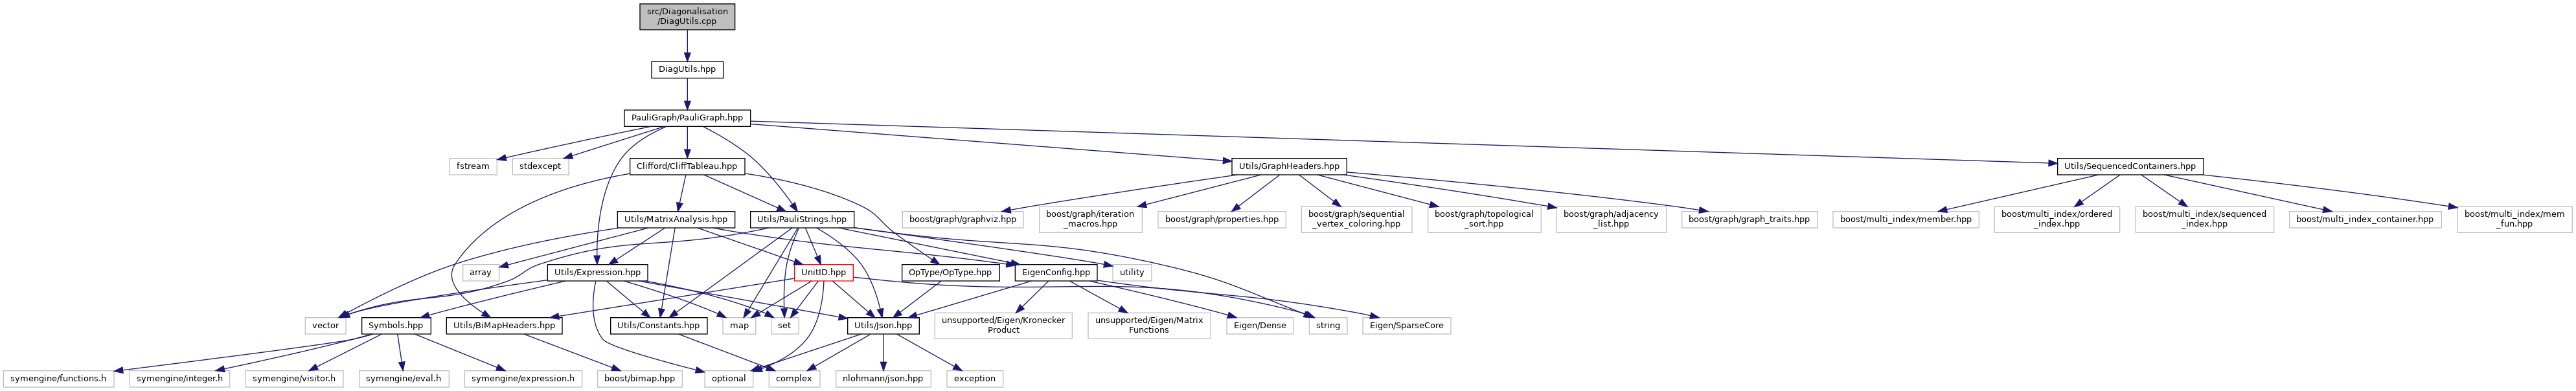 src/Diagonalisation
/DiagUtils.cpp
DiagUtils.hpp
PauliGraph/PauliGraph.hpp
fstream
stdexcept
Clifford/CliffTableau.hpp
Utils/GraphHeaders.hpp
Utils/SequencedContainers.hpp
Utils/MatrixAnalysis.hpp
Utils/PauliStrings.hpp
boost/graph/graphviz.hpp
boost/graph/iteration
_macros.hpp
boost/graph/properties.hpp
boost/graph/sequential
_vertex_coloring.hpp
boost/graph/topological
_sort.hpp
boost/graph/adjacency
_list.hpp
boost/graph/graph_traits.hpp
boost/multi_index/member.hpp
boost/multi_index/ordered
_index.hpp
boost/multi_index/sequenced
_index.hpp
boost/multi_index_container.hpp
boost/multi_index/mem
_fun.hpp
array
Utils/Expression.hpp
UnitID.hpp
OpType/OpType.hpp
EigenConfig.hpp
utility
vector
Symbols.hpp
Utils/BiMapHeaders.hpp
Utils/Constants.hpp
map
set
Utils/Json.hpp
unsupported/Eigen/Kronecker
Product
unsupported/Eigen/Matrix
Functions
Eigen/Dense
string
Eigen/SparseCore
symengine/functions.h
symengine/integer.h
symengine/visitor.h
symengine/eval.h
symengine/expression.h
boost/bimap.hpp
optional
complex
nlohmann/json.hpp
exception